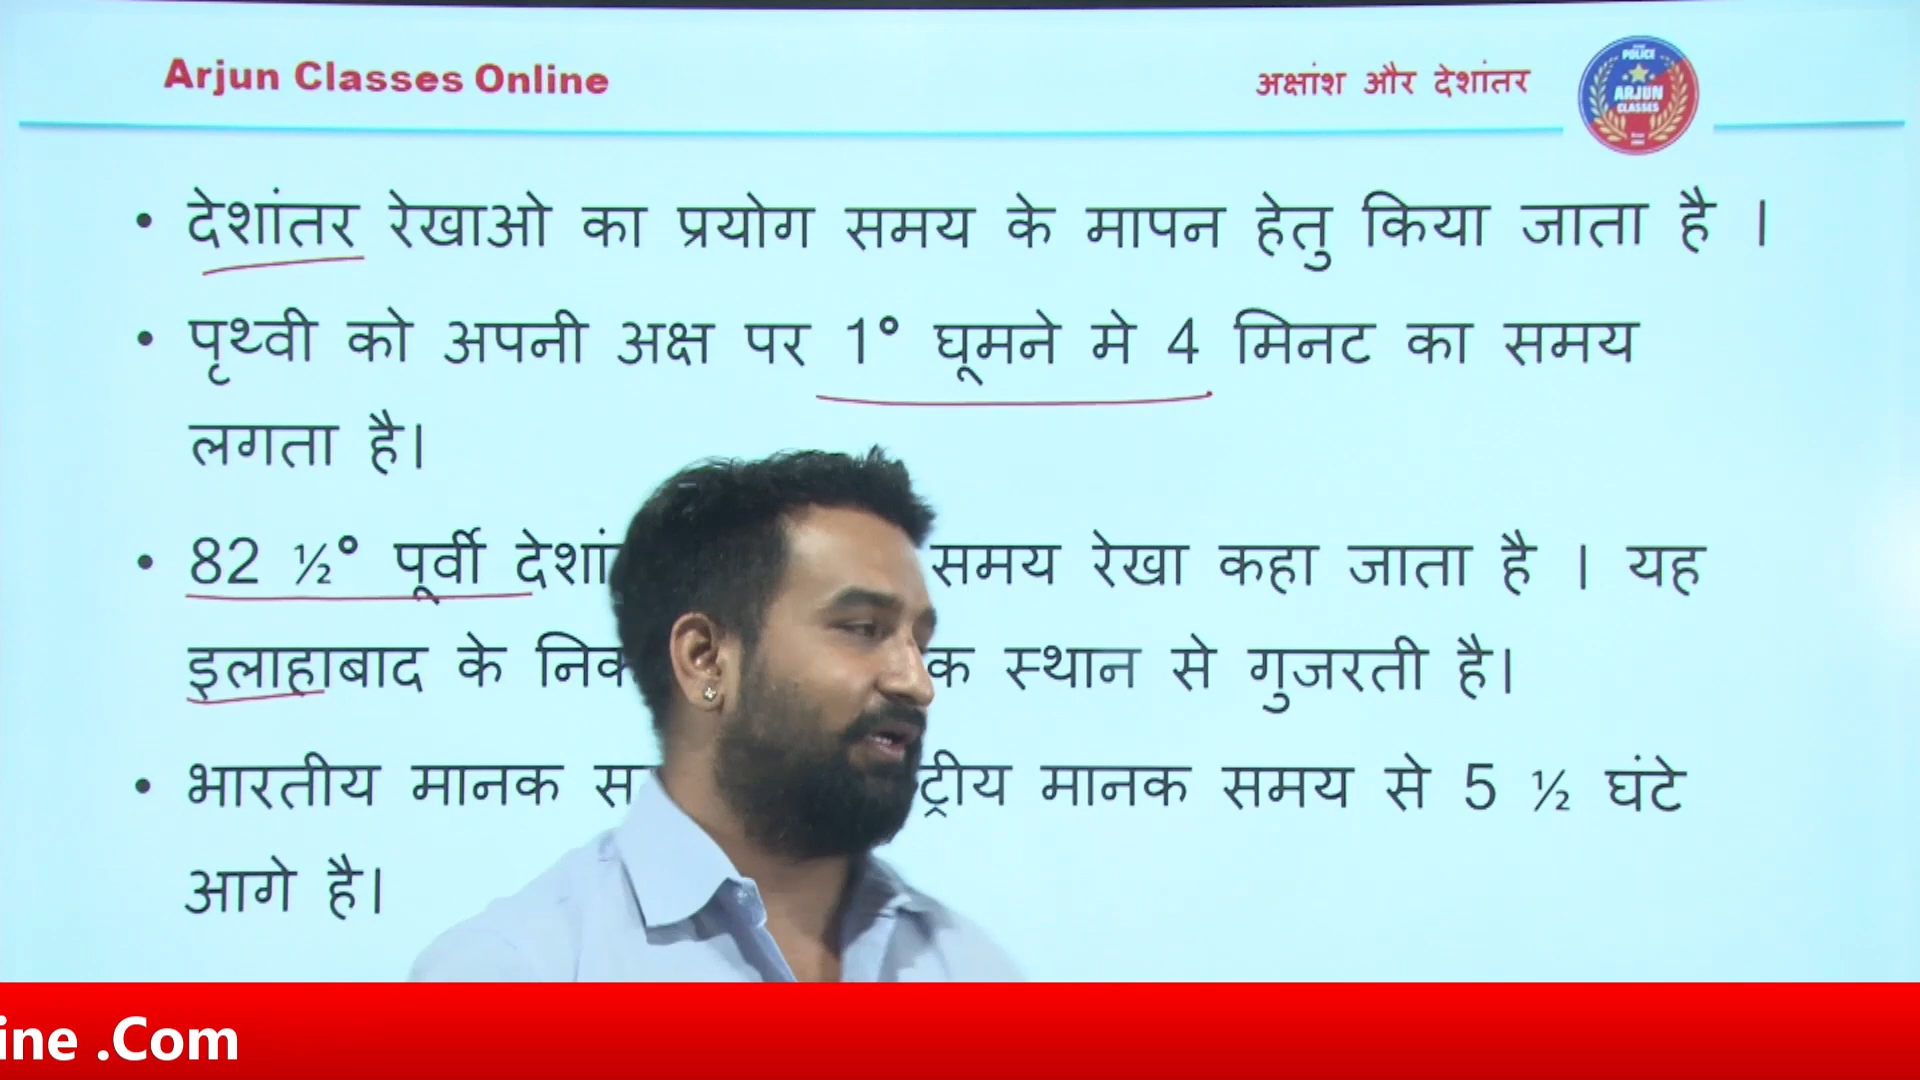 Arjun Classes Online
अक्षांश और देशांतर
POLICE
ARJUN
CLASSES
• देशांतर रेखाओ का प्रयोग समय के मापन हेतु किया जाता है ।
• पृथ्वी को अपनी अक्ष पर 1° घूमने मे 4 मिनट का समय
लगता है।
• 82 ½° पूर्वी समय रेखा कहा जाता है । यह
इलाहाबाद के स्थान से गुजरती है।
• भारतीय मानक मानक समय से 5 ½ घंटे
आगे है।
ine .Com